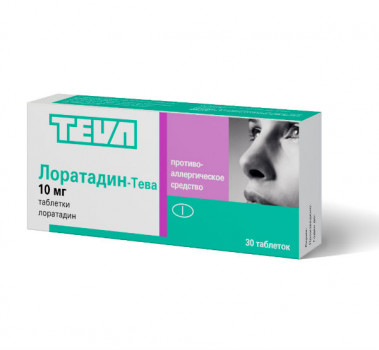 TEVA
Лоратадин-Тева
10 мг
таблетки
лоратадин
противо-
аллергическое
средство
30 таблеток